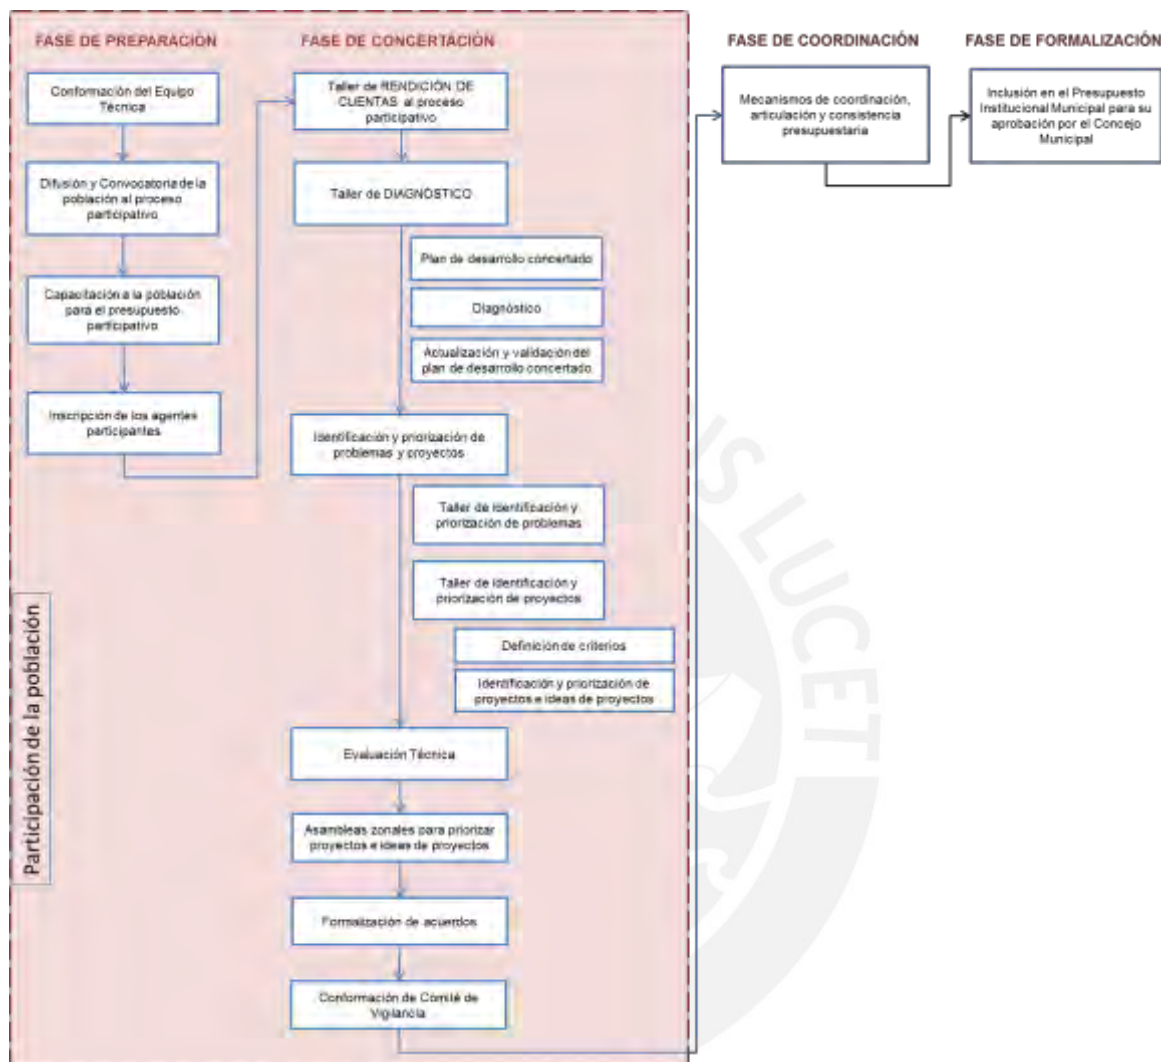 FASE DE PREPARACIÓN
Conformación del Equipo
Técnica
Difusión y Convocatoria de la
población al proceso
participativo
Capacitación a la población
para el presupuesto
participativo
Inscripción de los agentes
participantes
FASE DE CONCERTACIÓN
Taller de RENDICIÓN DE
CUENTAS al proceso
participativo
Taller de DIAGNÓSTICO
Plan de desarrollo concertado
Diagnóstico
Actualización y validación del
plan de desarrollo concertado
Identificación y priorización de
problemas y proyectos
Taller de identificación y
priorización de problemas
Taller de identificación y
priorización de proyectos
Definición de criterios
Identificación y priorización de
proyectos e ideas de proyectos
Evaluación Técnica
Asambleas zonales para priorizar
proyectos e ideas de proyectos
Formalización de acuerdos
Conformación de Comité de
Vigilancia
FASE DE COORDINACIÓN
Mecanismos de coordinación,
articulación y consistencia
presupuestaria
FASE DE FORMALIZACIÓN
Inclusión en el Presupuesto
Institucional Municipal para su
aprobación por el Concejo
Municipal
Participación de la población
LUCET